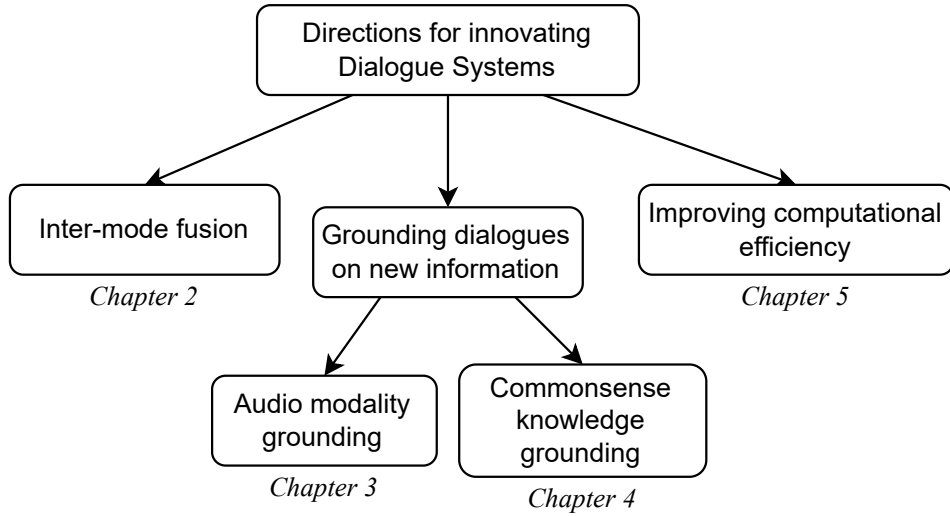 Directions for innovating
Dialogue Systems
Inter-mode fusion
Chapter 2
Grounding dialogues
on new information
Improving computational
efficiency
Chapter 5
Audio modality
grounding
Chapter 3
Commonsense
knowledge
grounding
Chapter 4